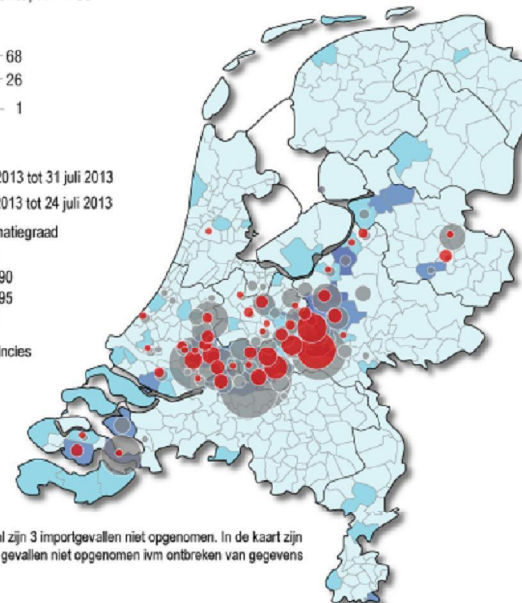 68
26
1
2013 tot 31 juli 2013
2013 tot 24 juli 2013
natiegraad
90
95
incies
al zijn 3 importgevallen niet opgenomen. In de kaart zijn
gevallen niet opgenomen ivm ontbreken van gegevens